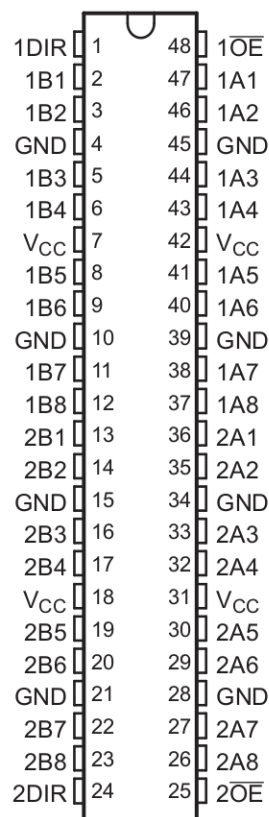 1DIR 1 48 1O̅E̅
1B1 2 47 1A1
1B2 3 46 1A2
GND 4 45 GND
1B3 5 44 1A3
1B4 6 43 1A4
VCC 7 42 VCC
1B5 8 41 1A5
1B6 9 40 1A6
GND 10 39 GND
1B7 11 38 1A7
1B8 12 37 1A8
2B1 13 36 2A1
2B2 14 35 2A2
GND 15 34 GND
2B3 16 33 2A3
2B4 17 32 2A4
VCC 18 31 VCC
2B5 19 30 2A5
2B6 20 29 2A6
GND 21 28 GND
2B7 22 27 2A7
2B8 23 26 2A8
2DIR 24 25 2O̅E̅